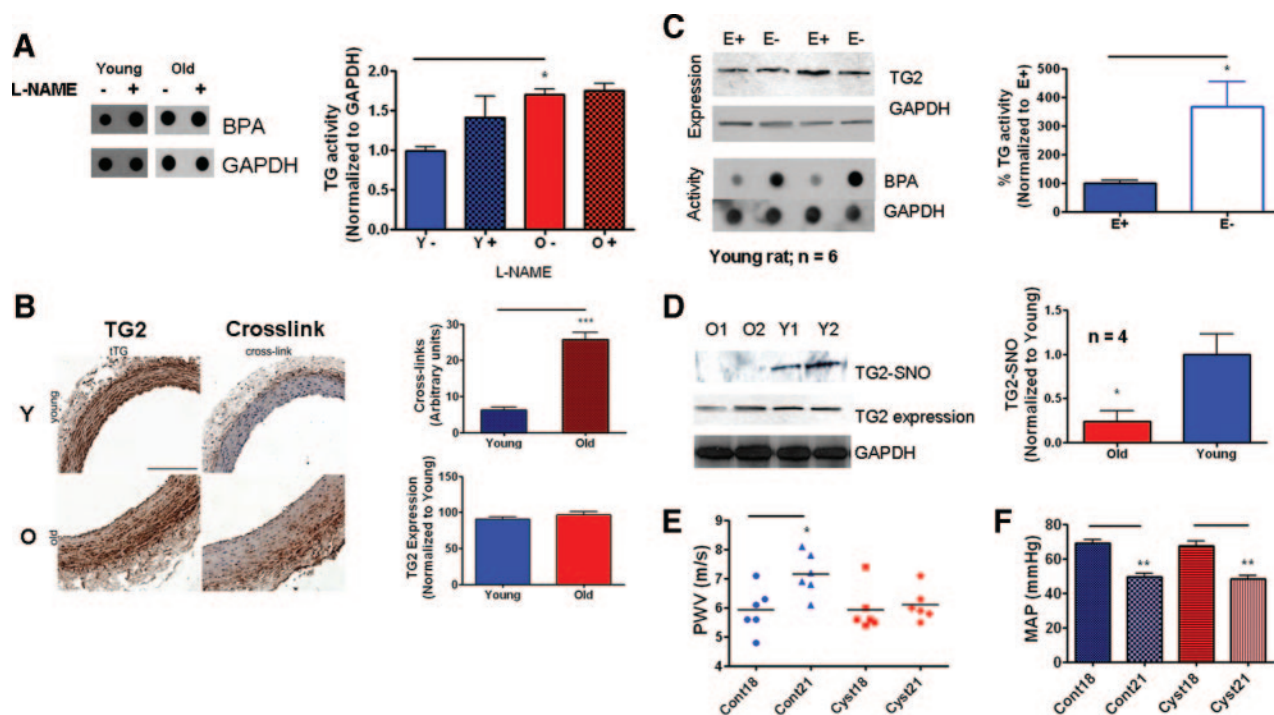 A
Young Old
L-NAME - + - +
BPA
GAPDH
TG activity
(Normalized to GAPDH)
2.0
1.5
1.0
0.5
0.0
*
Y - Y + O - O +
L-NAME
B
TG2 Crosslink
tTG cross-link
Y young
O old
Cross-links
(Arbitrary units)
30
20
10
0
***
Young Old
TG2 Expression
(Normalized to Young)
150
100
50
0
Young Old
C
E+ E- E+ E-
Expression
TG2
GAPDH
Activity
BPA
GAPDH
Young rat; n = 6
% TG activity
(Normalized to E+)
500
400
300
200
100
0
*
E+ E-
D
O1 O2 Y1 Y2
TG2-SNO
TG2 expression
GAPDH
TG2-SNO
(Normalized to Young)
1.5
1.0
0.5
0.0
n = 4
*
Old Young
E
PWV (m/s)
9
8
7
6
5
4
*
Cont18 Cont21 Cyst18 Cyst21
F
MAP (mmHg)
80
60
40
20
0
** **
Cont18 Cont21 Cyst18 Cyst21